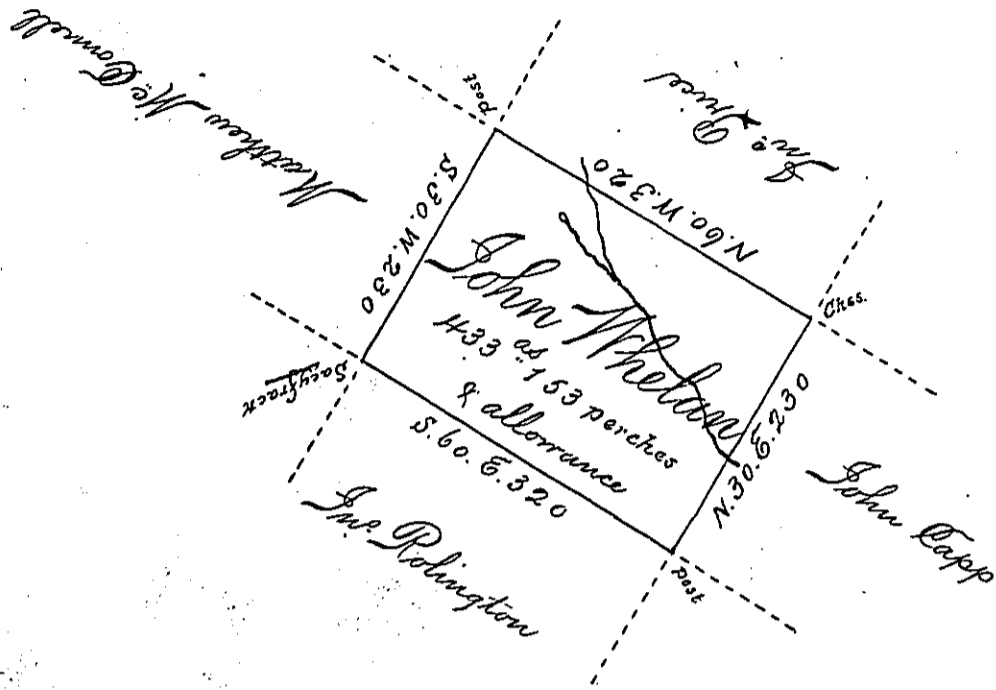 Matthew McConnell
post
Jno. Price
S. 30. W. 230
N. 60. W. 320
Ches.
John Whelan
433 as 153 perches
& allowance
Sacyfrack
S. 60. E. 320
N. 30. E. 230
John Capp
Jno. Rolington
post